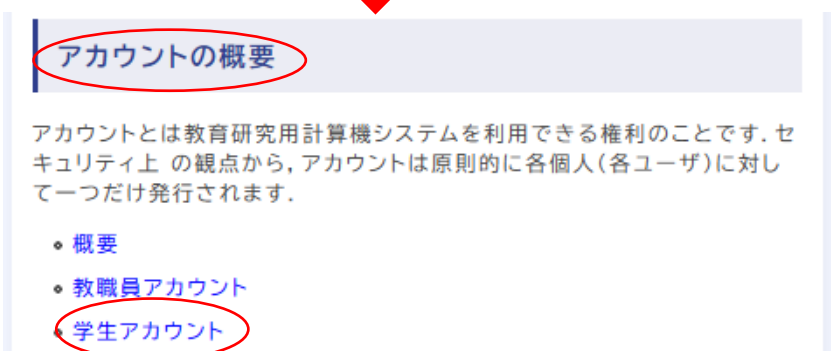 アカウントの概要
アカウントとは教育研究用計算機システムを利用できる権利のことです. セ
キュリティ上 の観点から, アカウントは原則的に各個人(各ユーザ)に対し
て一つだけ発行されます.
概要
教職員アカウント
学生アカウント